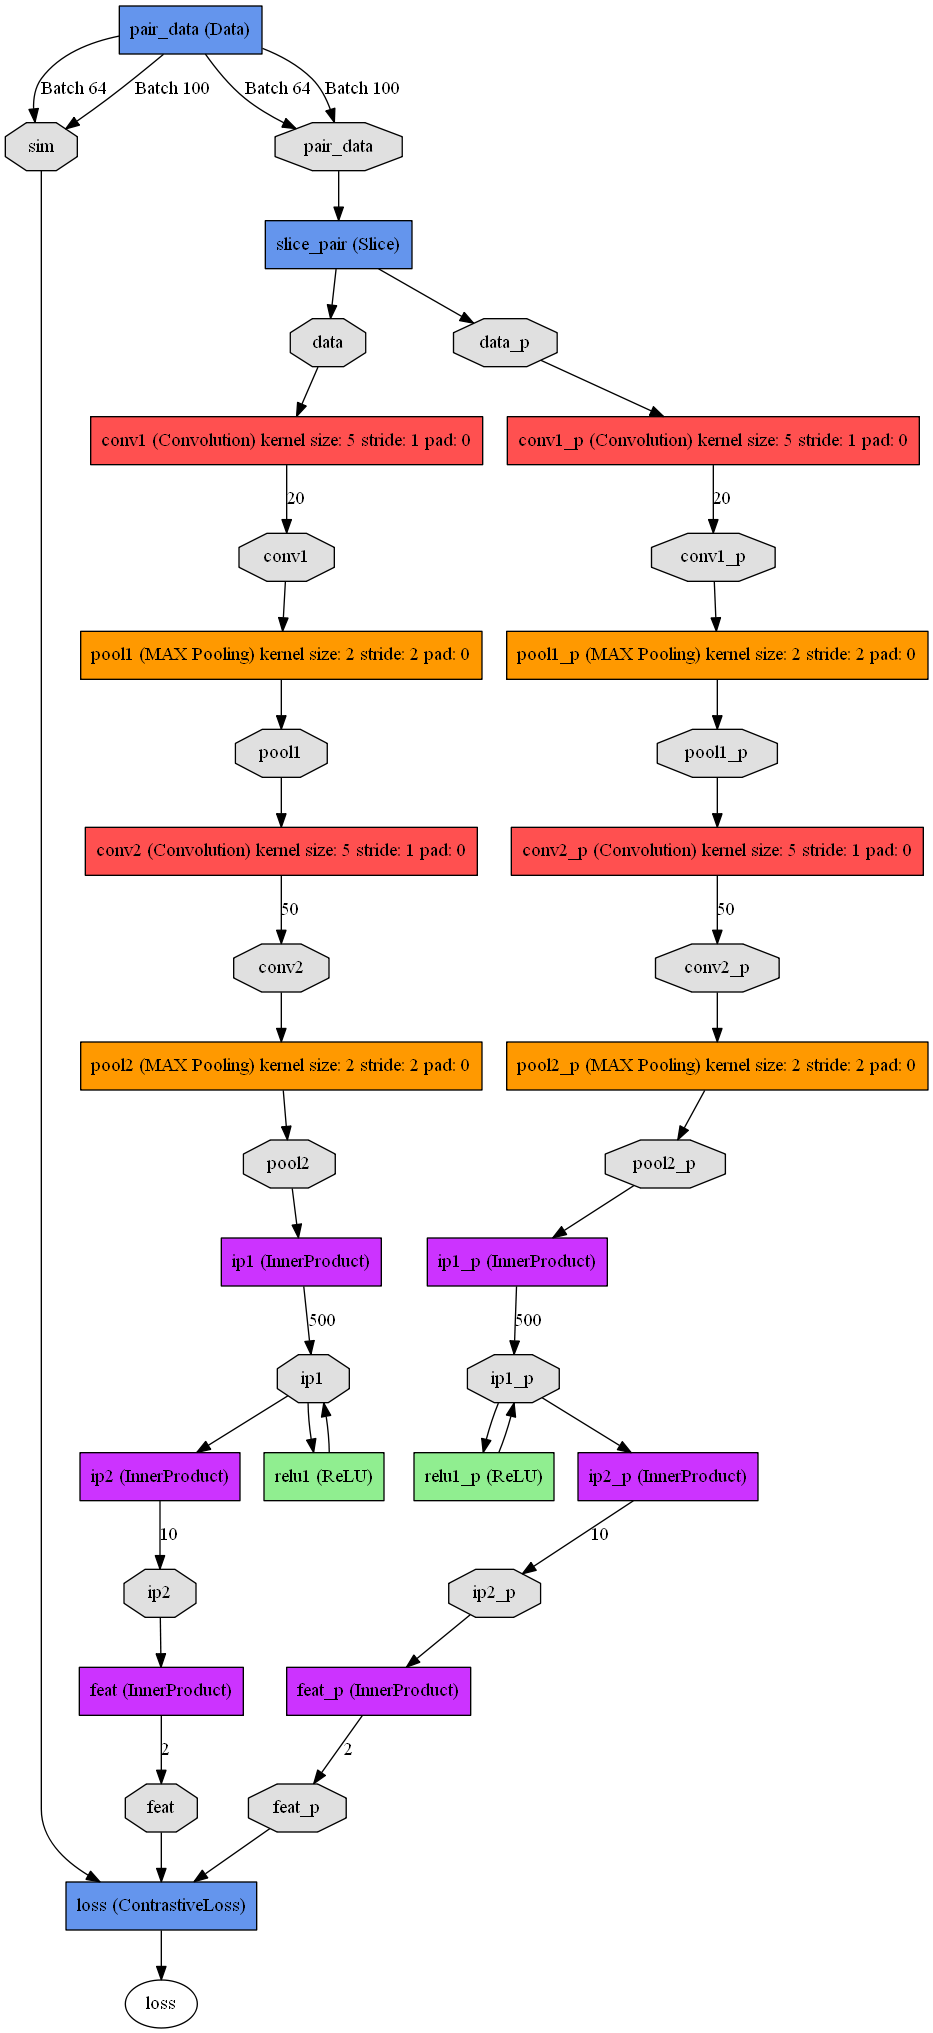 pair_data (Data)
Batch 64
Batch 100
Batch 64
Batch 100
sim
pair_data
slice_pair (Slice)
data
data_p
conv1 (Convolution) kernel size: 5 stride: 1 pad: 0
conv1_p (Convolution) kernel size: 5 stride: 1 pad: 0
20
20
conv1
conv1_p
pool1 (MAX Pooling) kernel size: 2 stride: 2 pad: 0
pool1_p (MAX Pooling) kernel size: 2 stride: 2 pad: 0
pool1
pool1_p
conv2 (Convolution) kernel size: 5 stride: 1 pad: 0
conv2_p (Convolution) kernel size: 5 stride: 1 pad: 0
50
50
conv2
conv2_p
pool2 (MAX Pooling) kernel size: 2 stride: 2 pad: 0
pool2_p (MAX Pooling) kernel size: 2 stride: 2 pad: 0
pool2
pool2_p
ip1 (InnerProduct)
ip1_p (InnerProduct)
500
500
ip1
ip1_p
ip2 (InnerProduct)
relu1 (ReLU)
relu1_p (ReLU)
ip2_p (InnerProduct)
10
10
ip2
ip2_p
feat (InnerProduct)
feat_p (InnerProduct)
2
2
feat
feat_p
loss (ContrastiveLoss)
loss